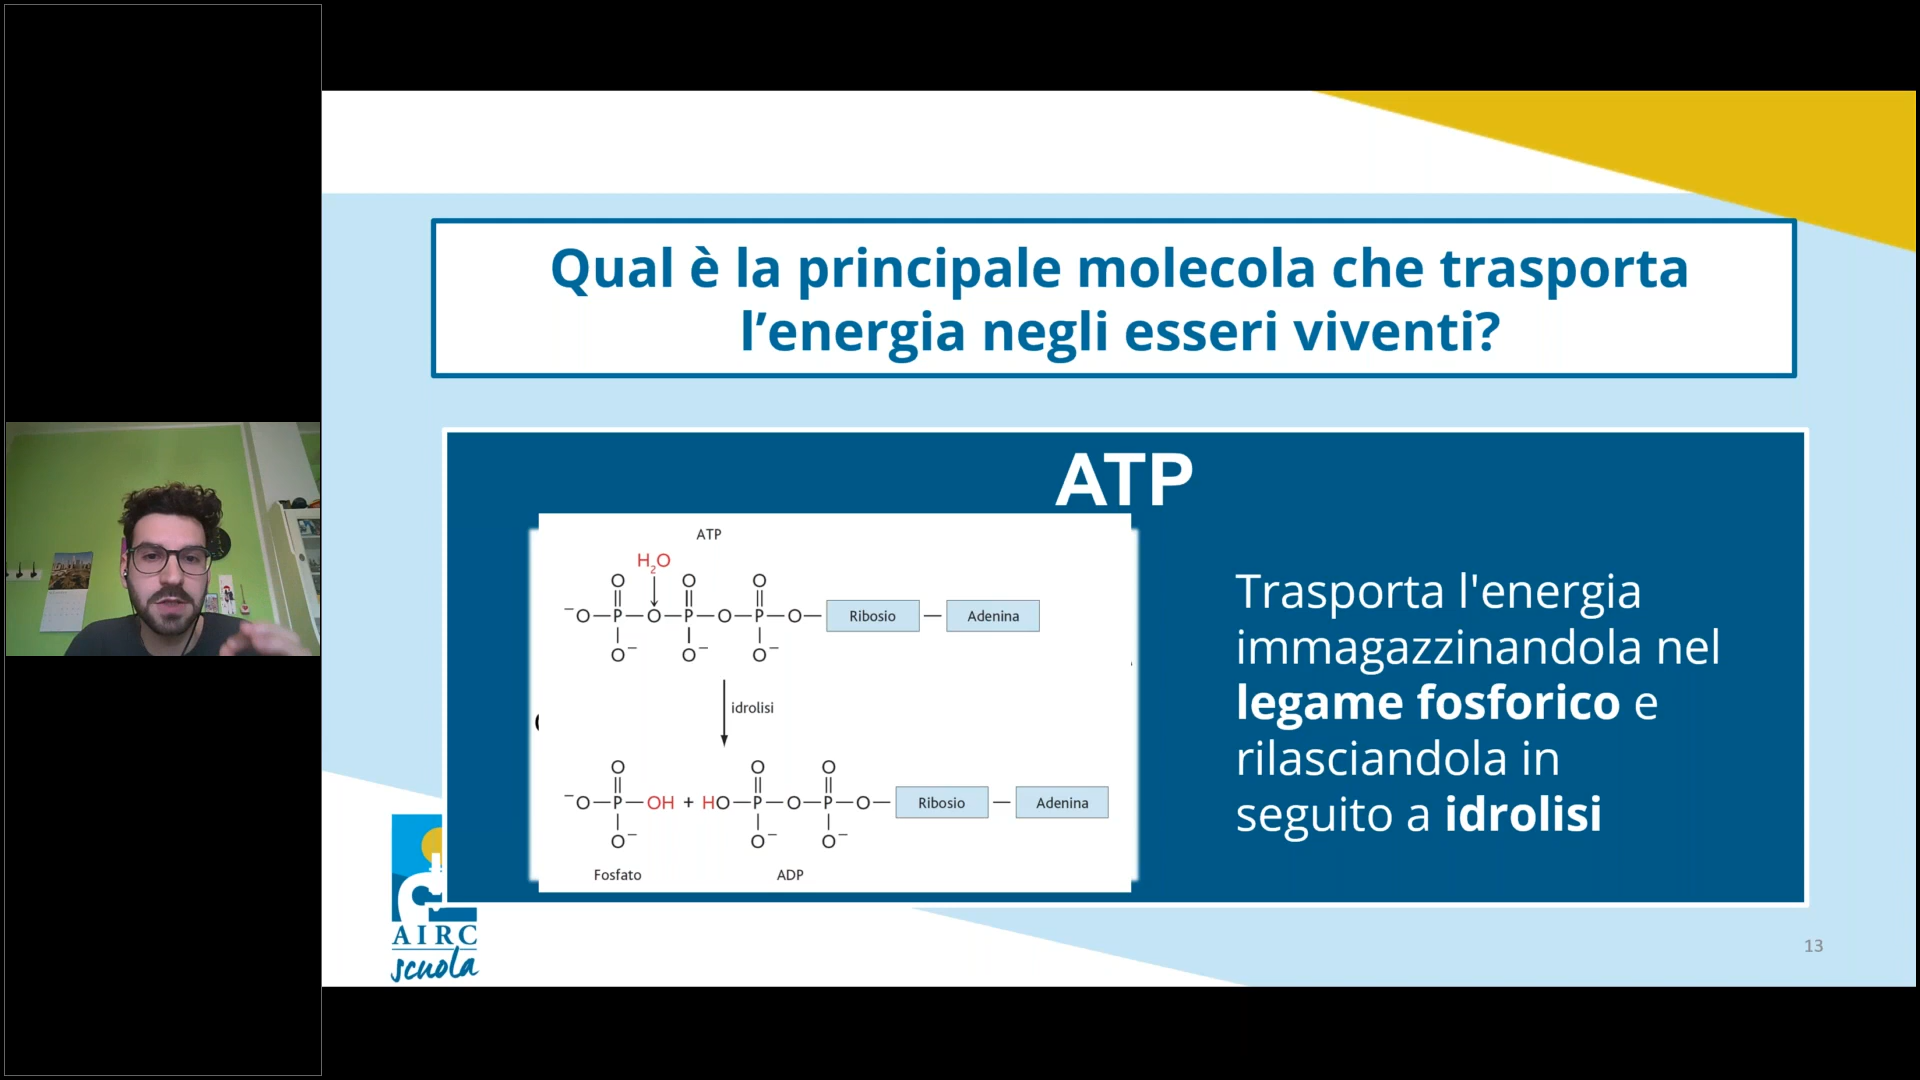 Qual è la principale molecola che trasporta
l’energia negli esseri viventi?
ATP
ATP
H2O
O O O
⁻O—P—O—P—O—P—O— Ribosio — Adenina
O⁻ O⁻ O⁻
idrolisi
O O O
⁻O—P—OH + HO—P—O—P—O— Ribosio — Adenina
O⁻ O⁻ O⁻
Fosfato ADP
Trasporta l'energia
immagazzinandola nel
legame fosforico e
rilasciandola in
seguito a idrolisi
AIRC
scuola
13